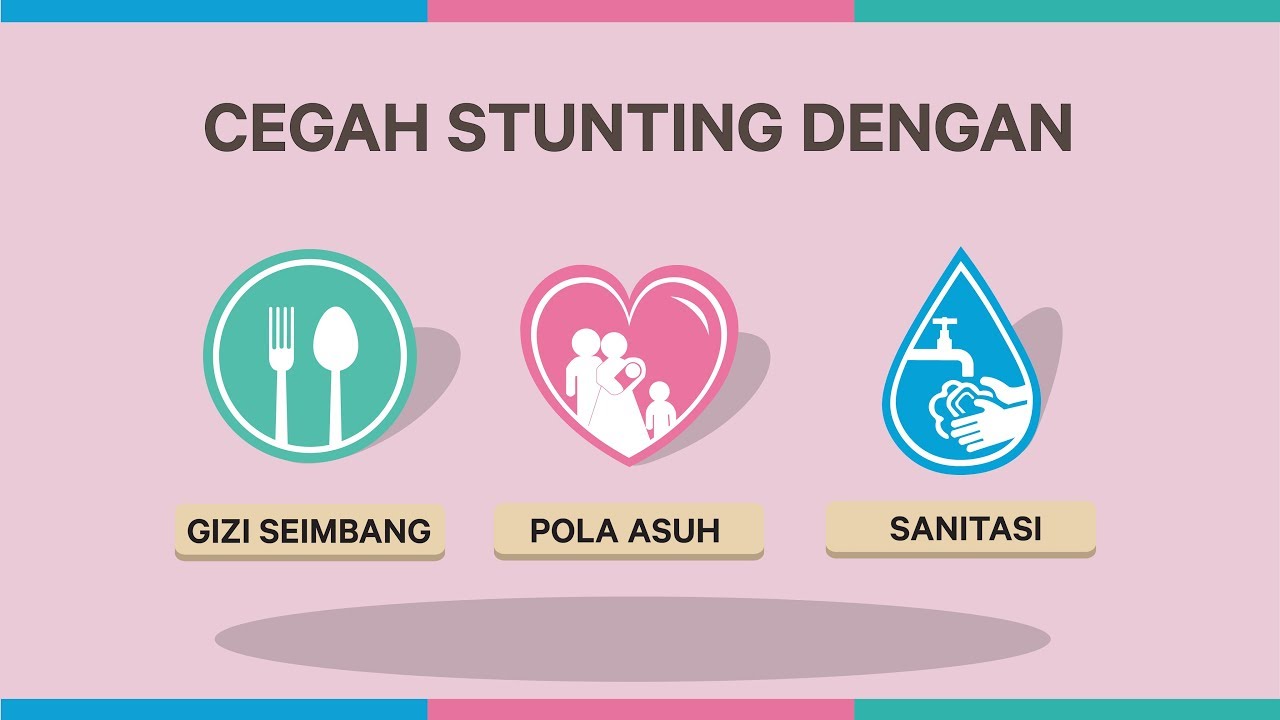 CEGAH STUNTING DENGAN
GIZI SEIMBANG
POLA ASUH
SANITASI